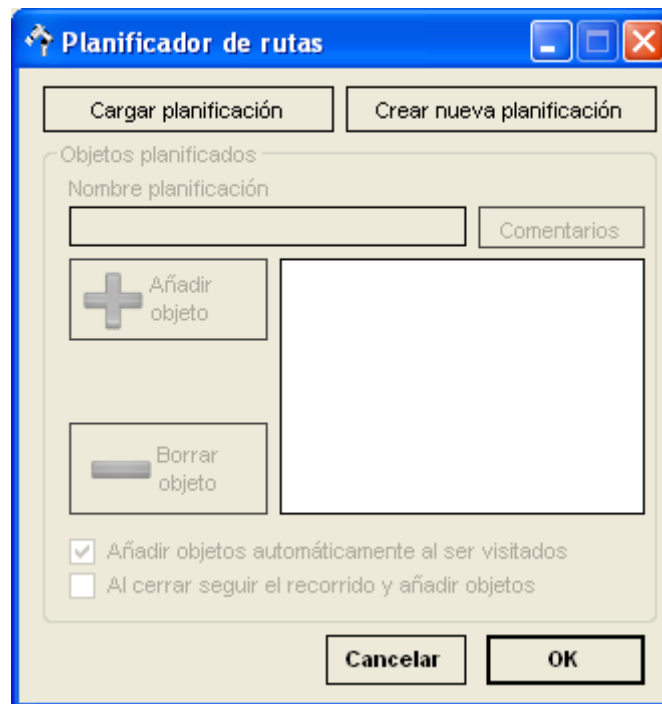 Planificador de rutas
Cargar planificación
Crear nueva planificación
Objetos planificados
Nombre planificación
Comentarios
Añadir
objeto
Borrar
objeto
Añadir objetos automáticamente al ser visitados
Al cerrar seguir el recorrido y añadir objetos
Cancelar
OK